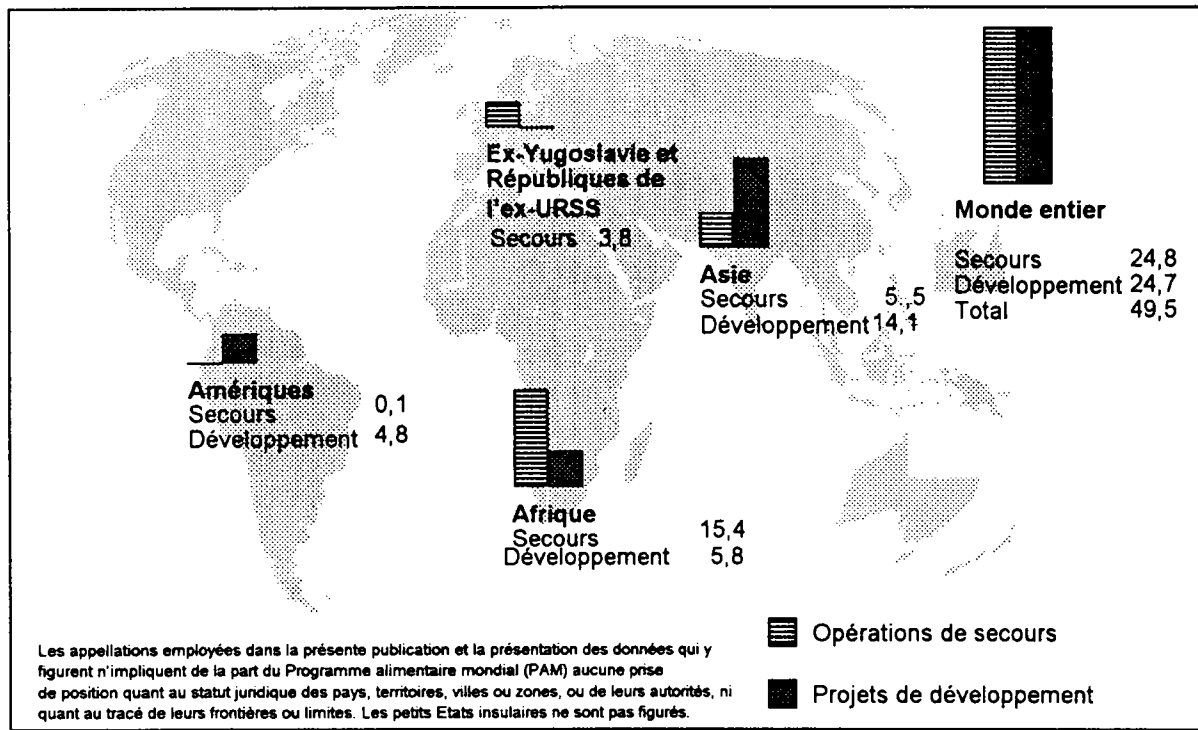 Ex-Yugoslavie et
Républiques de
l'ex-URSS
Secours 3,8
Monde entier
Secours 24,8
Développement 24,7
Total 49,5
Asie
Secours 5,5
Développement 14,1
Amériques
Secours 0,1
Développement 4,8
Afrique
Secours 15,4
Développement 5,8
Opérations de secours
Projets de développement
Les appellations employées dans la présente publication et la présentation des données qui y
figurent n'impliquent de la part du Programme alimentaire mondial (PAM) aucune prise
de position quant au statut juridique des pays, territoires, villes ou zones, ou de leurs autorités, ni
quant au tracé de leurs frontières ou limites. Les petits Etats insulaires ne sont pas figurés.